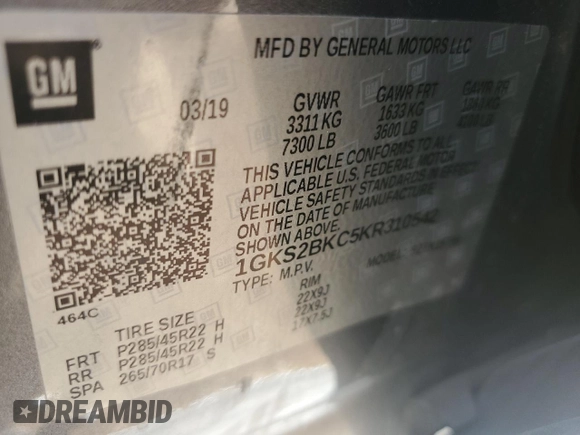 GM
MFD BY GENERAL MOTORS LLC
03/19
GVWR GAWR FRT GAWR RR
3311 KG 1633 KG
7300 LB 3600 LB
THIS VEHICLE CONFORMS TO ALL
APPLICABLE U.S. FEDERAL MOTOR
VEHICLE SAFETY STANDARDS IN EFFECT
ON THE DATE OF MANUFACTURE
SHOWN ABOVE.
1GKS2BKC5KR310542
TYPE: M.P.V.
464C
TIRE SIZE RIM
FRT P285/45R22 H 22X9J
RR P285/45R22 H 22X9J
SPA 265/70R17 S 17X7.5J
DREAMBID